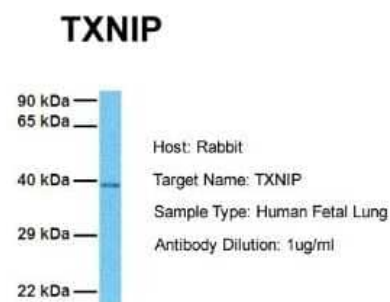 TXNIP
90 kDa
65 kDa
40 kDa
29 kDa
22 kDa
Host: Rabbit
Target Name: TXNIP
Sample Type: Human Fetal Lung
Antibody Dilution: 1ug/ml